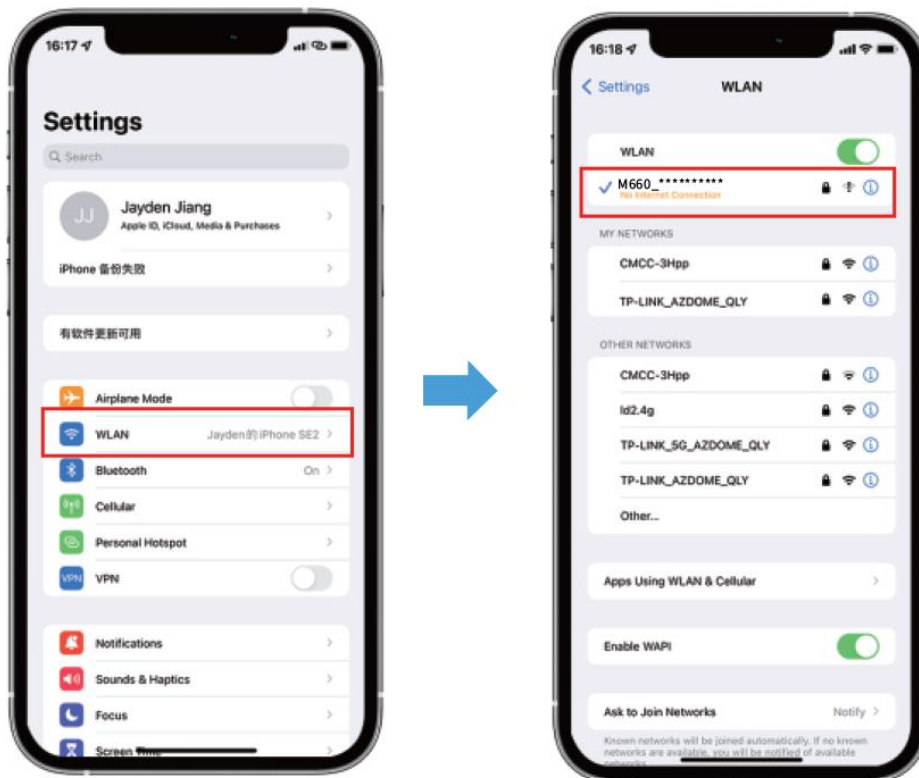 16:17
Settings
Search
JJ
Jayden Jiang
Apple ID, iCloud, Media & Purchases
iPhone 备份失败
有软件更新可用
Airplane Mode
WLAN Jayden的 iPhone SE2
Bluetooth On
Cellular
Personal Hotspot
VPN VPN
Notifications
Sounds & Haptics
Focus
Screen Time
16:18
Settings WLAN
WLAN
M660_**********
No Internet Connection
MY NETWORKS
CMCC-3Hpp
TP-LINK_AZDOME_QLY
OTHER NETWORKS
CMCC-3Hpp
ld2.4g
TP-LINK_5G_AZDOME_QLY
TP-LINK_AZDOME_QLY
Other...
Apps Using WLAN & Cellular
Enable WAPI
Ask to Join Networks Notify
Known networks will be joined automatically. If no known
networks are available, you will be notified of available
networks.